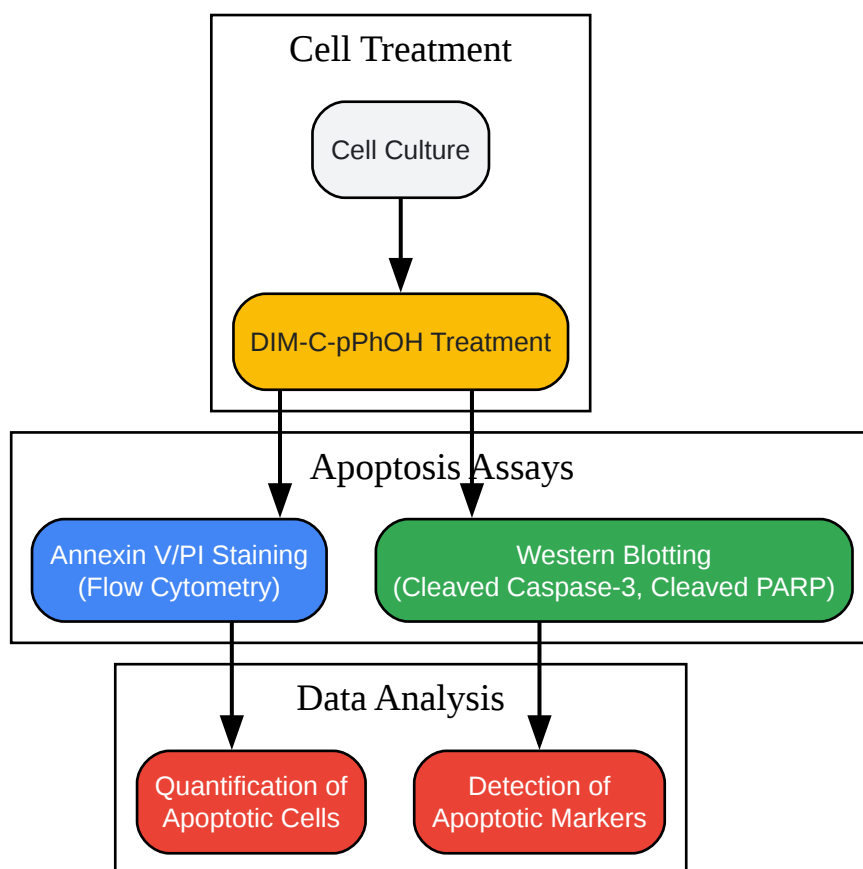 Cell Treatment
Cell Culture
DIM-C-pPhOH Treatment
Apoptosis Assays
Annexin V/PI Staining
(Flow Cytometry)
Western Blotting
(Cleaved Caspase-3, Cleaved PARP)
Data Analysis
Quantification of
Apoptotic Cells
Detection of
Apoptotic Markers